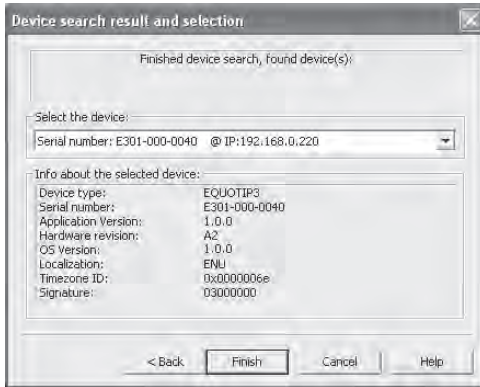 Device search result and selection
Finished device search, found device(s):
Select the device:
Serial number: E301-000-0040 @ IP:192.168.0.220
Info about the selected device:
Device type: EQUOTIP3
Serial number: E301-000-0040
Application Version: 1.0.0
Hardware revision: A2
OS Version: 1.0.0
Localization: ENU
Timezone ID: 0x0000006e
Signature: 03000000
< Back Finish Cancel Help